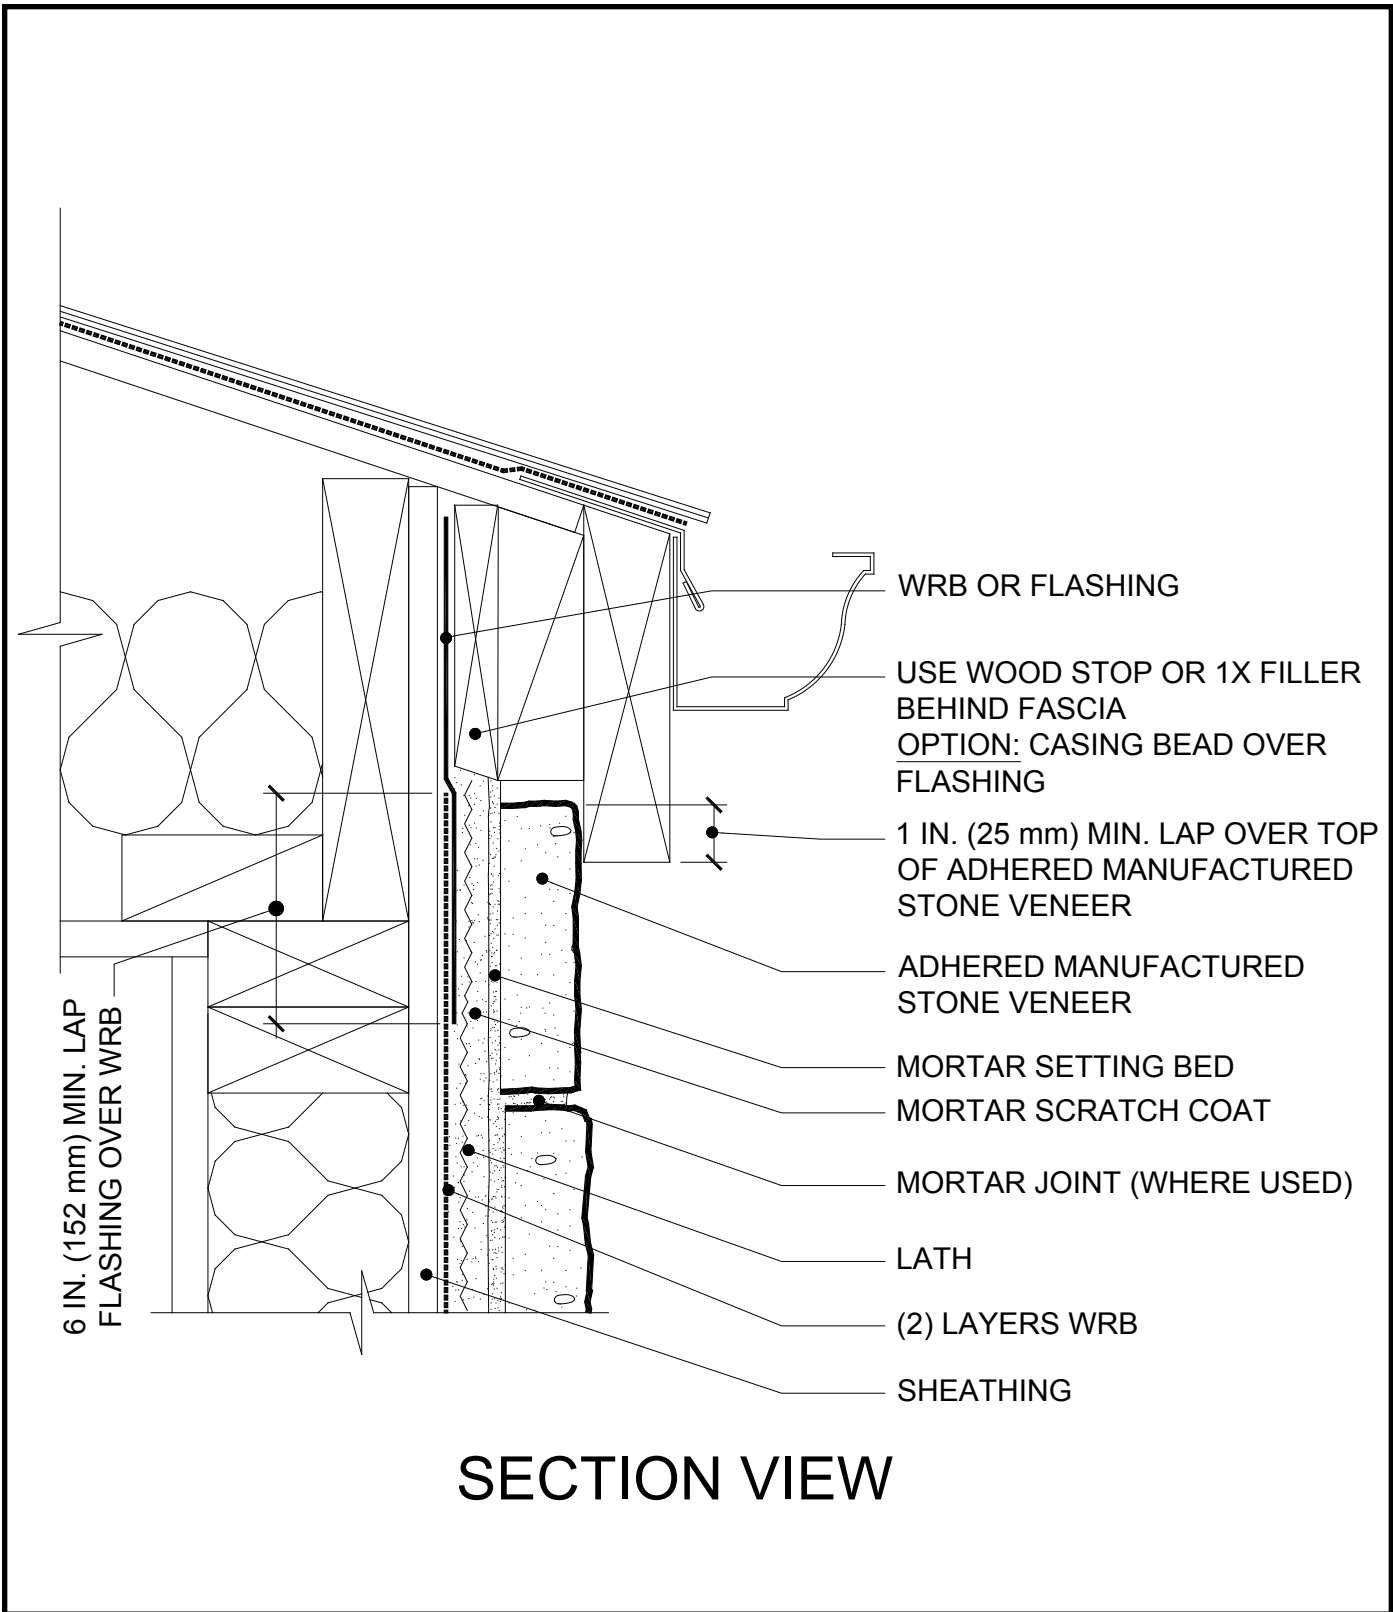 WRB OR FLASHING
USE WOOD STOP OR 1X FILLER
BEHIND FASCIA
OPTION: CASING BEAD OVER
FLASHING
1 IN. (25 mm) MIN. LAP OVER TOP
OF ADHERED MANUFACTURED
STONE VENEER
ADHERED MANUFACTURED
STONE VENEER
MORTAR SETTING BED
MORTAR SCRATCH COAT
MORTAR JOINT (WHERE USED)
LATH
(2) LAYERS WRB
SHEATHING
6 IN. (152 mm) MIN. LAP
FLASHING OVER WRB
SECTION VIEW